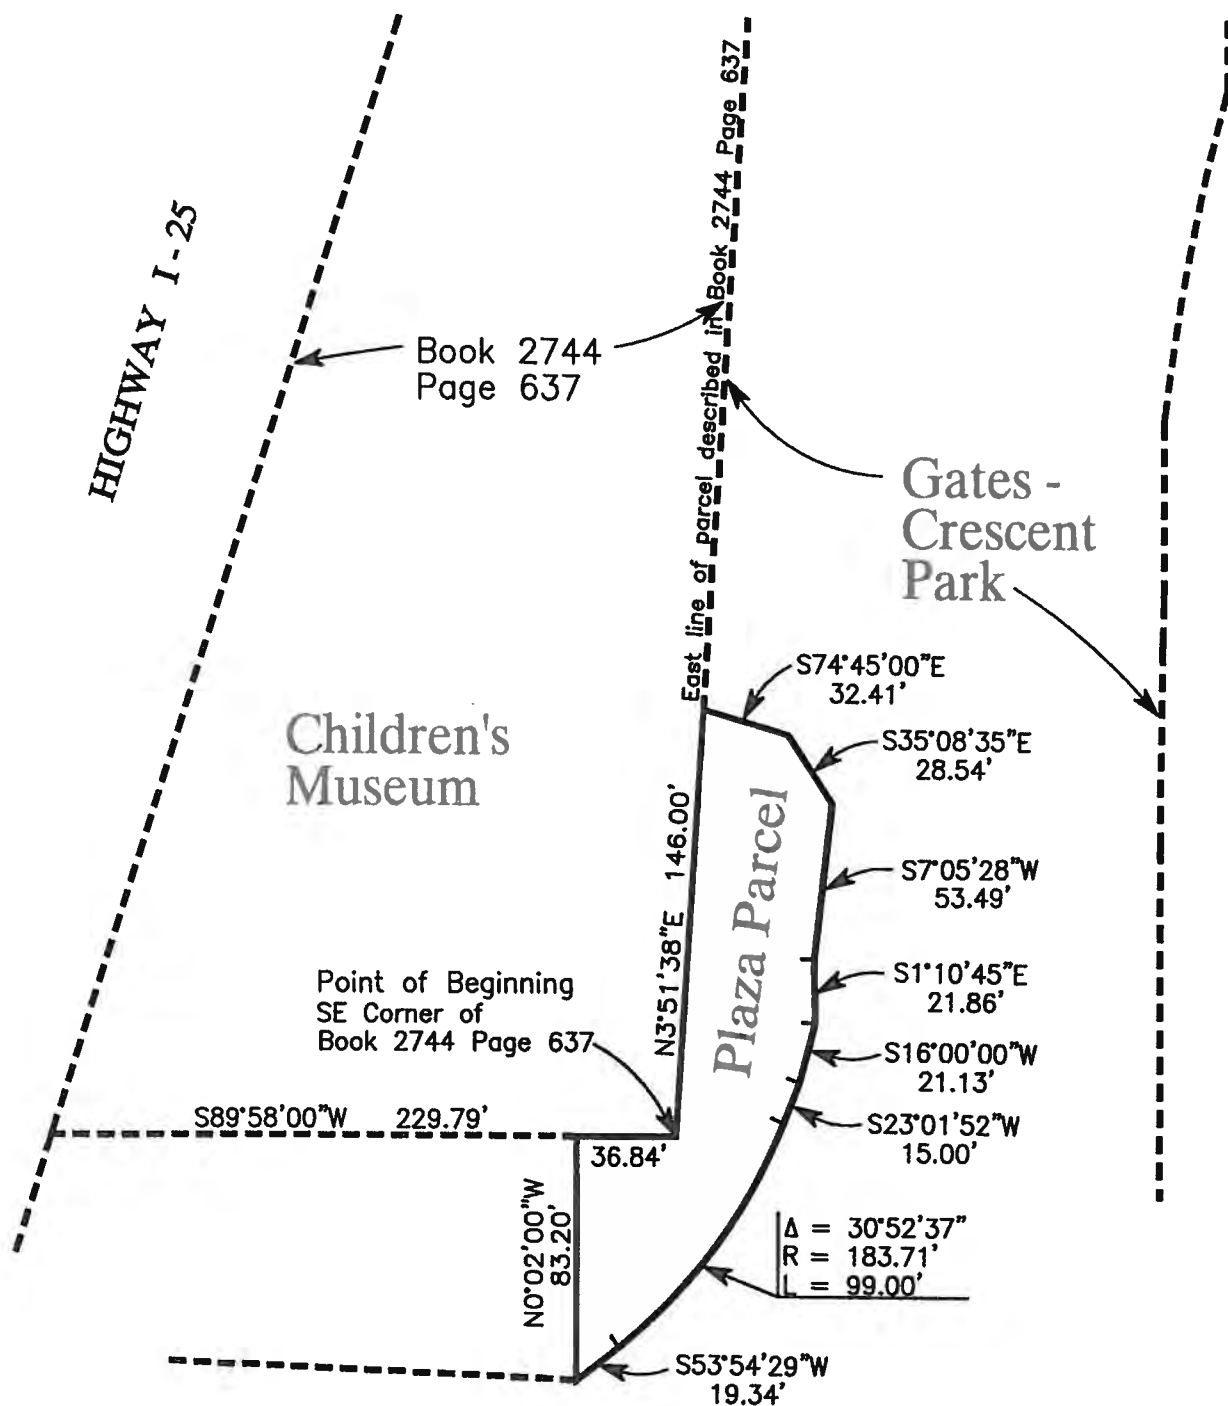 HIGHWAY I-25
Book 2744
Page 637
East line of parcel described in Book 2744 Page 637
Gates -
Crescent
Park
Children's
Museum
S74°45'00"E
32.41'
S35°08'35"E
28.54'
S7°05'28"W
53.49'
S1°10'45"E
21.86'
S16°00'00"W
21.13'
S23°01'52"W
15.00'
N3°51'38"E 146.00'
Plaza Parcel
Point of Beginning
SE Corner of
Book 2744 Page 637
S89°58'00"W 229.79'
36.84'
N0°02'00"W
83.20'
Δ = 30°52'37"
R = 183.71'
L = 99.00'
S53°54'29"W
19.34'